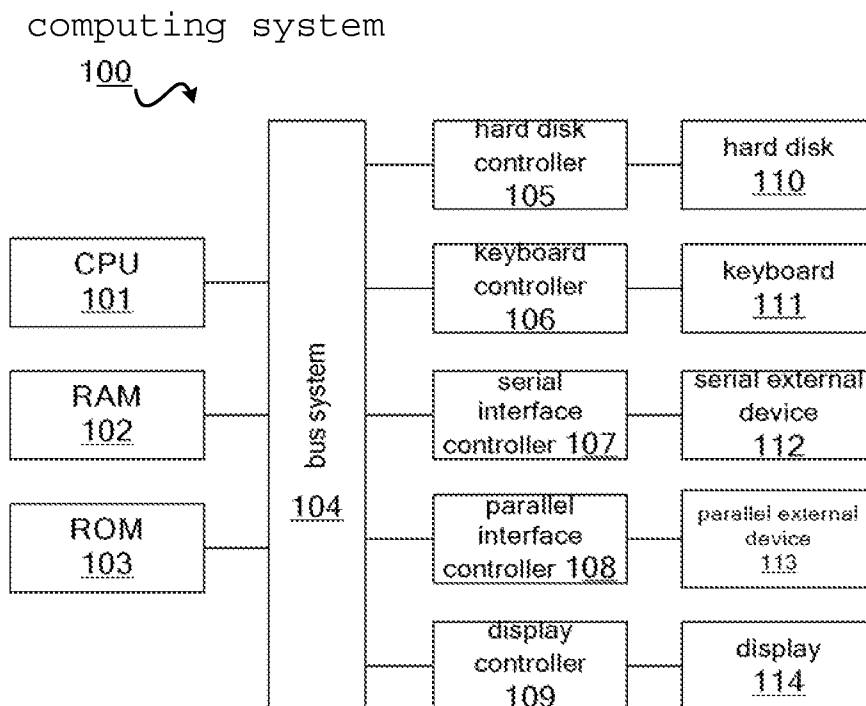 computing system
100
CPU
101
RAM
102
ROM
103
bus system
104
hard disk
controller
105
keyboard
controller
106
serial
interface
controller 107
parallel
interface
controller 108
display
controller
109
hard disk
110
keyboard
111
serial external
device
112
parallel external
device
113
display
114